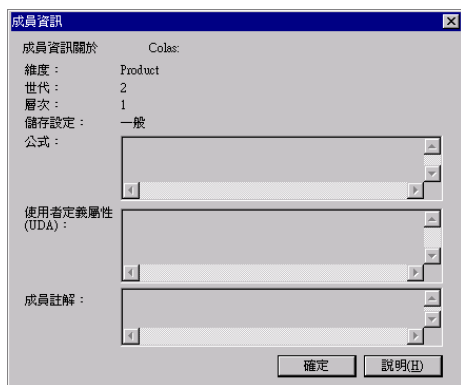 成員資訊
成員資訊關於 Colas:
維度： Product
世代： 2
層次： 1
儲存設定： 一般
公式：
使用者定義屬性
(UDA)：
成員註解：
確定 說明(H)